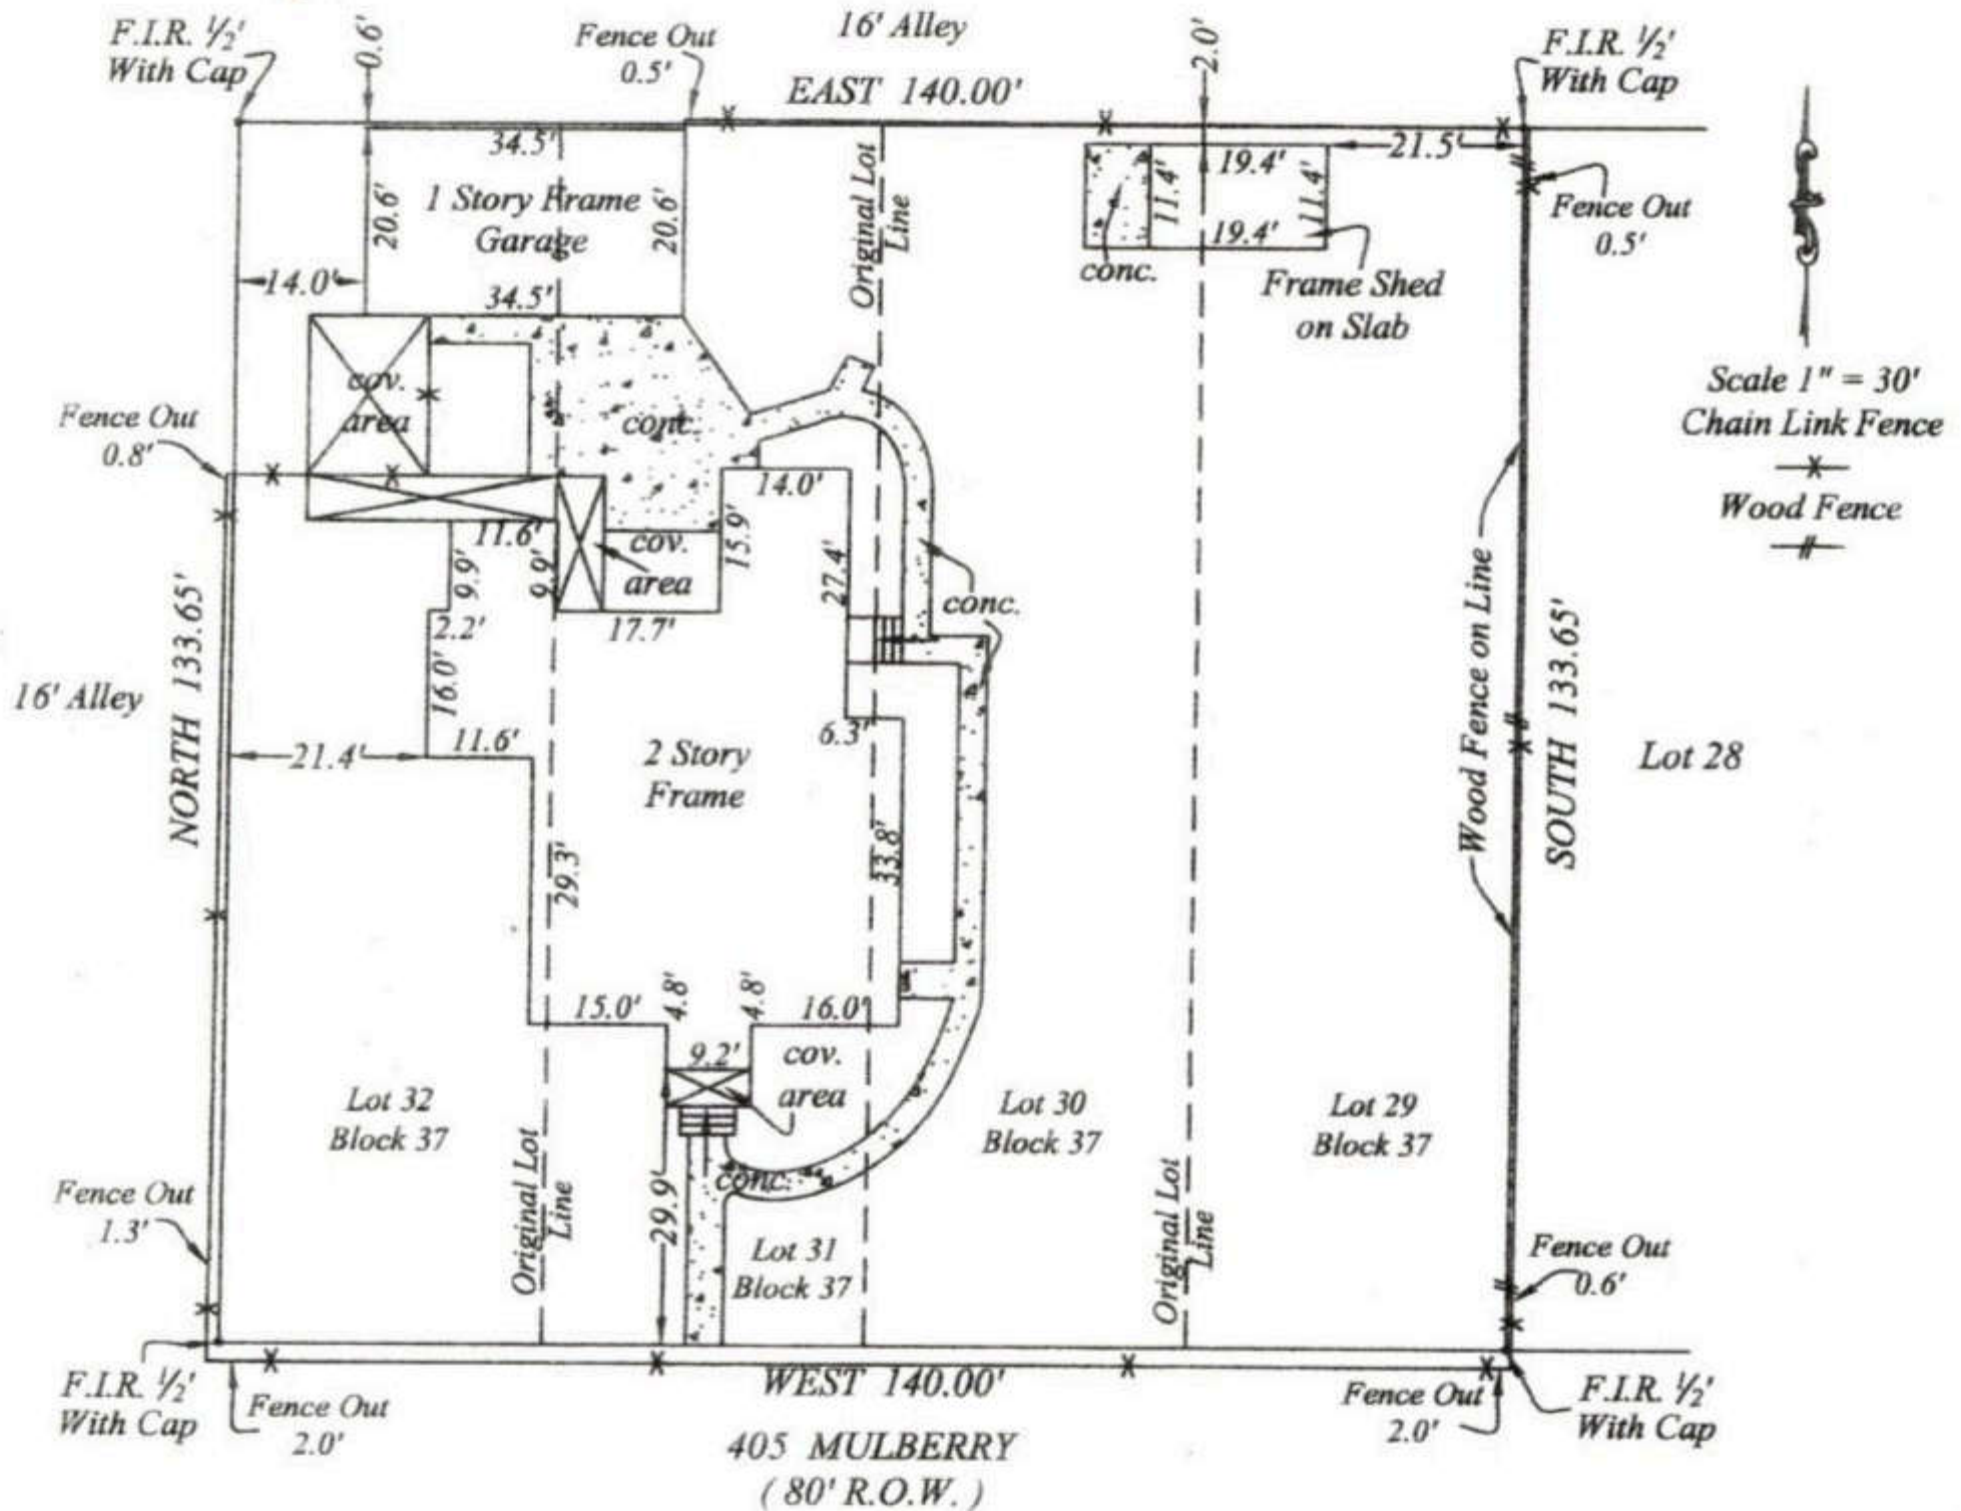 F.I.R. ½'
With Cap
0.6'
Fence Out
0.5'
16' Alley
EAST 140.00'
2.0'
F.I.R. ½'
With Cap
34.5'
20.6'
1 Story Frame
Garage
20.6'
34.5'
14.0'
Original Lot
Line
19.4'
11.4'
11.4'
19.4'
21.5'
conc.
Frame Shed
on Slab
Fence Out
0.5'
Scale 1" = 30'
Chain Link Fence
Wood Fence
cov.
area
conc.
Fence Out
0.8'
14.0'
11.6'
9.9'
9.9'
cov.
area
15.9'
27.4'
conc.
2.2'
17.7'
16.0'
NORTH 133.65'
16' Alley
21.4'
11.6'
6.3'
2 Story
Frame
29.3'
33.8'
Wood Fence on Line
SOUTH 133.65'
Lot 28
15.0'
4.8'
4.8'
16.0'
9.2'
cov.
area
Lot 32
Block 37
Lot 30
Block 37
Lot 29
Block 37
Original Lot
Line
29.9'
conc.
Lot 31
Block 37
Original Lot
Line
Fence Out
1.3'
Fence Out
0.6'
F.I.R. ½'
With Cap
Fence Out
2.0'
WEST 140.00'
Fence Out
2.0'
F.I.R. ½'
With Cap
405 MULBERRY
( 80' R.O.W. )